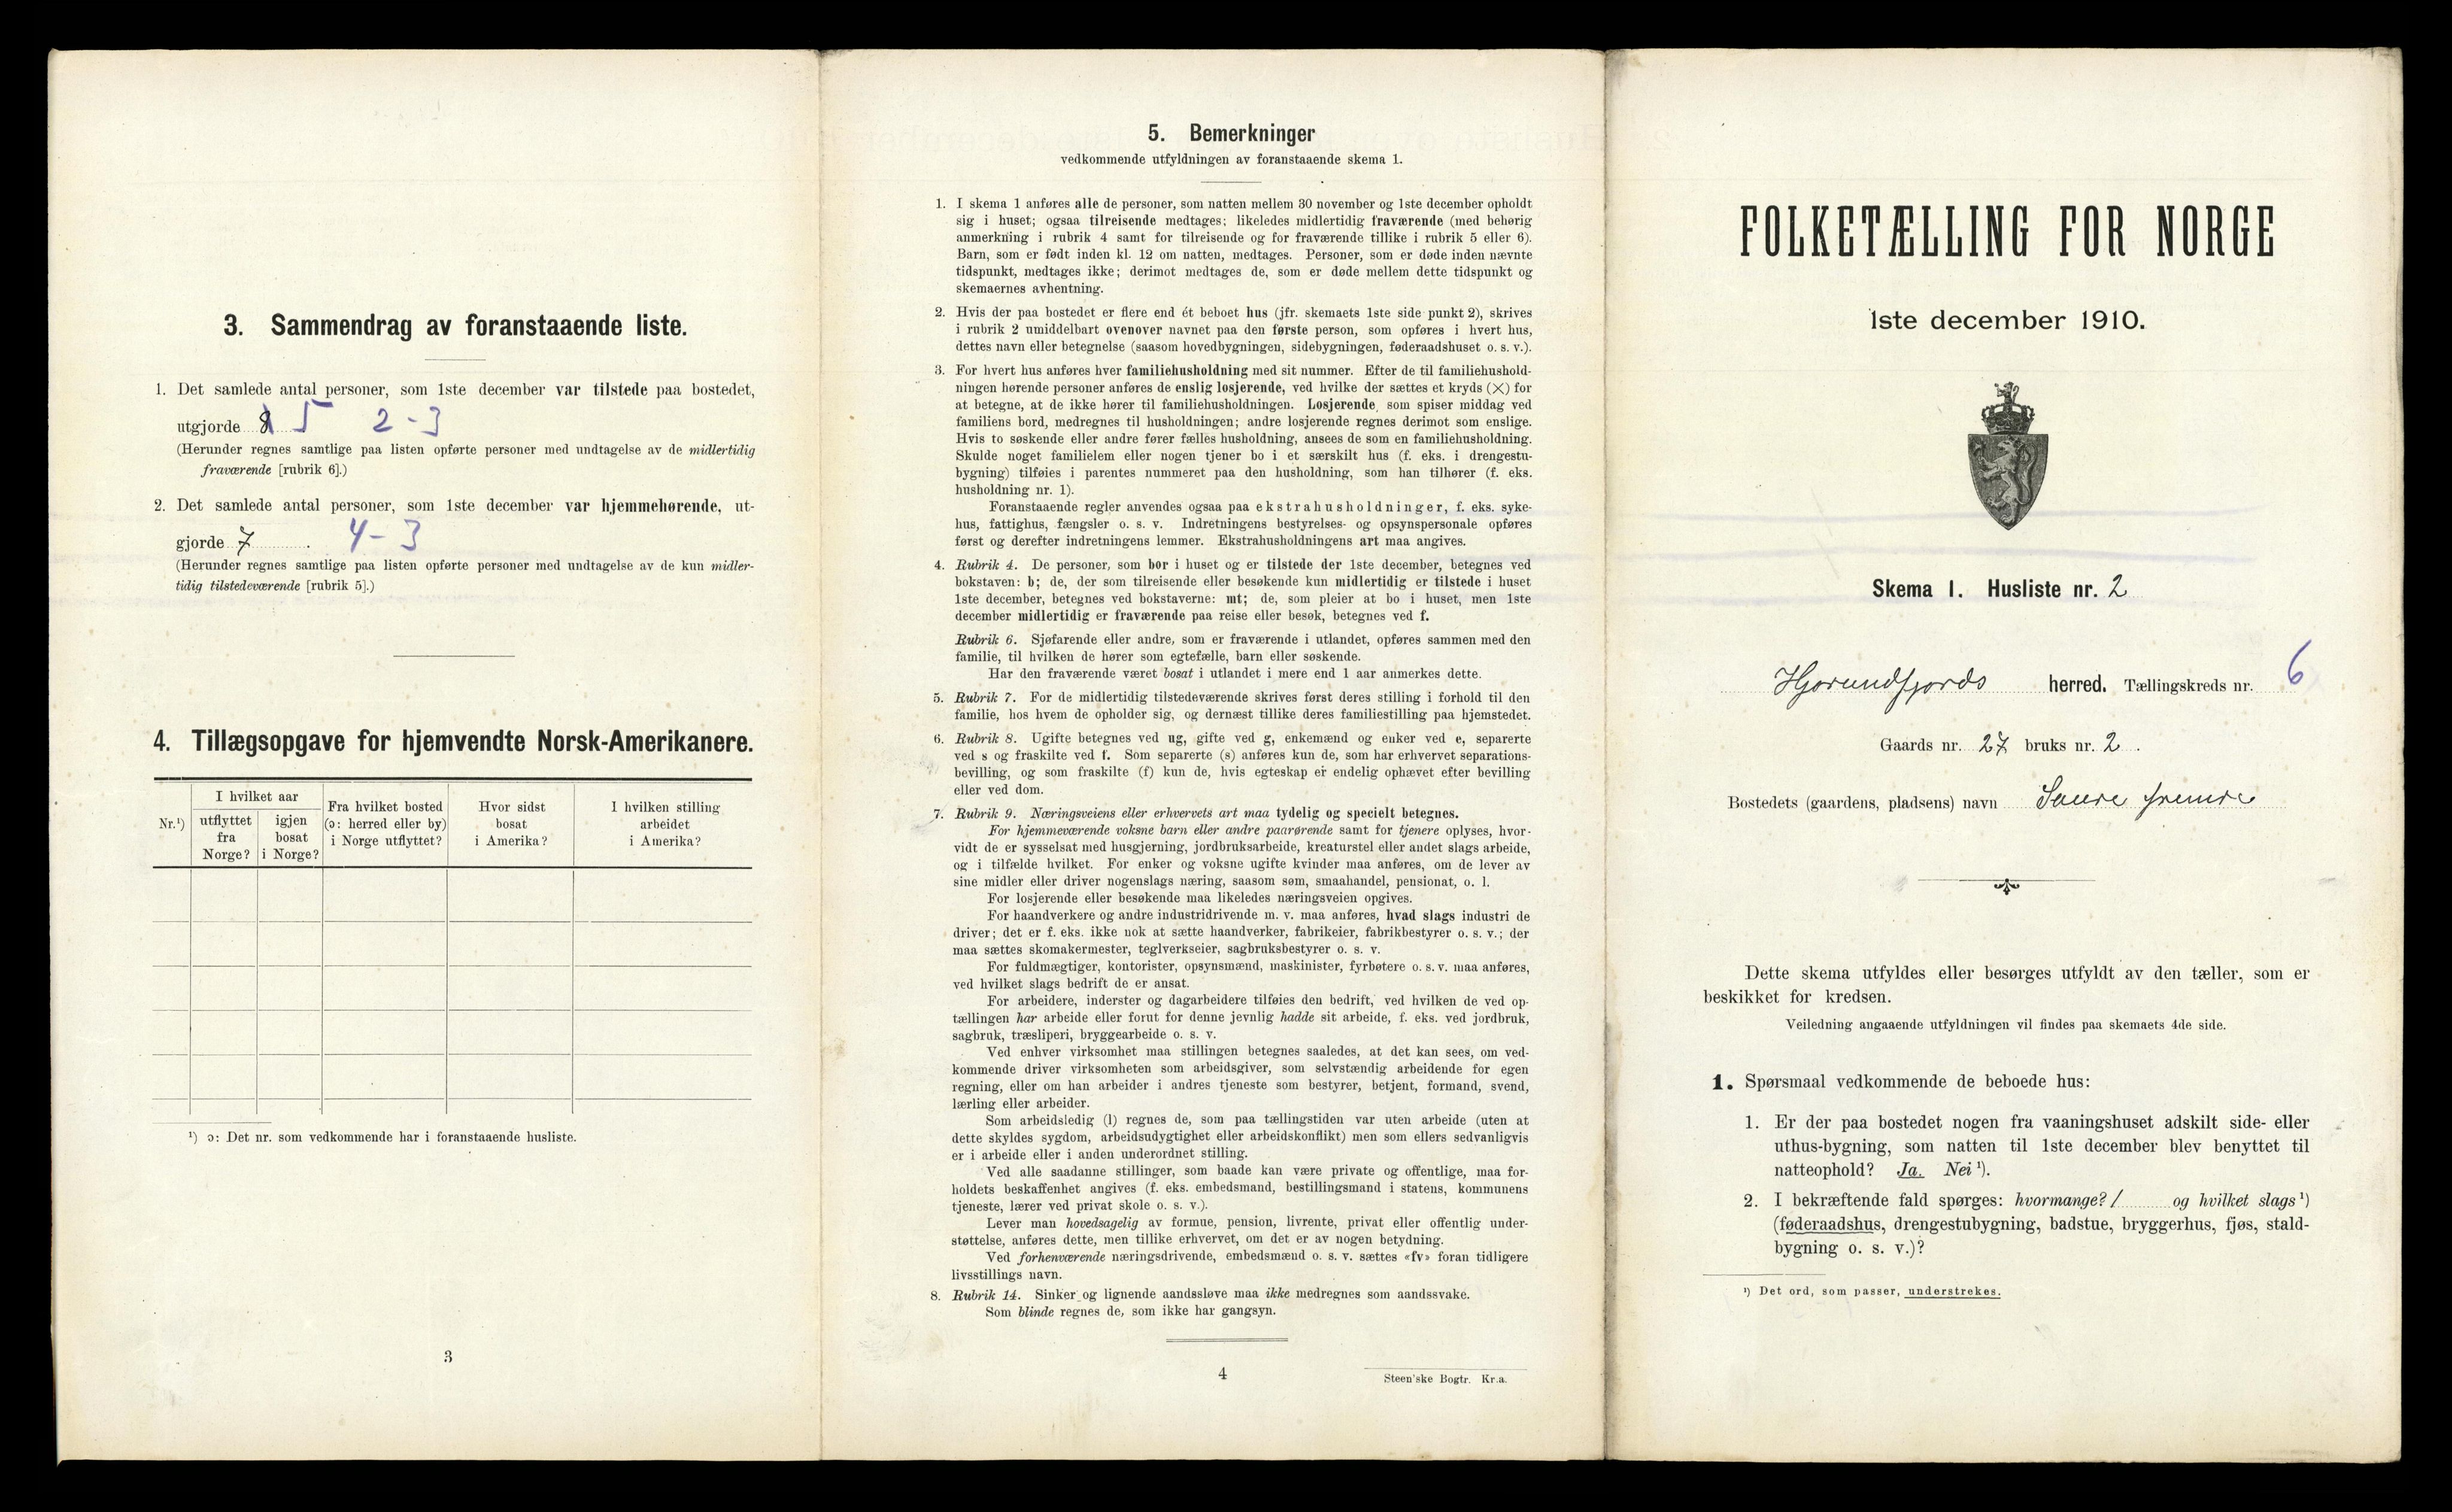 3. Sammendrag av foranstaaende liste.
1. Det samlede antal personer, som 1ste december var tilstede paa bostedet,
utgjorde 8 5 2 - 3
(Herunder regnes samtlige paa listen opførte personer med undtagelse av de midlertidig
fraværende [rubrik 6].)
2. Det samlede antal personer, som 1ste december var hjemmehørende, ut-
gjorde 7 . 4 - 3
(Herunder regnes samtlige paa listen opførte personer med undtagelse av de kun midler-
tidig tilstedeværende [rubrik 5].)
4. Tillægsopgave for hjemvendte Norsk-Amerikanere.
Nr.¹)
I hvilket aar
utflyttet
fra
Norge?
igjen
bosat
i Norge?
Fra hvilket bosted
(ɔ: herred eller by)
i Norge utflyttet?
Hvor sidst
bosat
i Amerika?
I hvilken stilling
arbeidet
i Amerika?
¹) ɔ: Det nr. som vedkommende har i foranstaaende husliste.
3
5. Bemerkninger
vedkommende utfyldningen av foranstaaende skema 1.
1. I skema 1 anføres alle de personer, som natten mellem 30 november og 1ste december opholdt
sig i huset; ogsaa tilreisende medtages; likeledes midlertidig fraværende (med behørig
anmerkning i rubrik 4 samt for tilreisende og for fraværende tillike i rubrik 5 eller 6).
Barn, som er født inden kl. 12 om natten, medtages. Personer, som er døde inden nævnte
tidspunkt, medtages ikke; derimot medtages de, som er døde mellem dette tidspunkt og
skemaernes avhentning.
2. Hvis der paa bostedet er flere end ét beboet hus (jfr. skemaets 1ste side punkt 2), skrives
i rubrik 2 umiddelbart ovenover navnet paa den første person, som opføres i hvert hus,
dettes navn eller betegnelse (saasom hovedbygningen, sidebygningen, føderaadshuset o. s. v.).
3. For hvert hus anføres hver familiehusholdning med sit nummer. Efter de til familiehushold-
ningen hørende personer anføres de enslig losjerende, ved hvilke der sættes et kryds (×) for
at betegne, at de ikke hører til familiehusholdningen. Losjerende, som spiser middag ved
familiens bord, medregnes til husholdningen; andre losjerende regnes derimot som enslige.
Hvis to søskende eller andre fører fælles husholdning, ansees de som en familiehusholdning.
Skulde noget familielem eller nogen tjener bo i et særskilt hus (f. eks. i drengestu-
bygning) tilføies i parentes nummeret paa den husholdning, som han tilhører (f. eks.
husholdning nr. 1).
Foranstaaende regler anvendes ogsaa paa ekstrahusholdninger, f. eks. syke-
hus, fattighus, fængsler o. s. v. Indretningens bestyrelses- og opsynspersonale opføres
først og derefter indretningens lemmer. Ekstrahusholdningens art maa angives.
4. Rubrik 4. De personer, som bor i huset og er tilstede der 1ste december, betegnes ved
bokstaven: b; de, der som tilreisende eller besøkende kun midlertidig er tilstede i huset
1ste december, betegnes ved bokstaverne: mt; de, som pleier at bo i huset, men 1ste
december midlertidig er fraværende paa reise eller besøk, betegnes ved f.
Rubrik 6. Sjøfarende eller andre, som er fraværende i utlandet, opføres sammen med den
familie, til hvilken de hører som egtefælle, barn eller søskende.
Har den fraværende været bosat i utlandet i mere end 1 aar anmerkes dette.
5. Rubrik 7. For de midlertidig tilstedeværende skrives først deres stilling i forhold til den
familie, hos hvem de opholder sig, og dernæst tillike deres familiestilling paa hjemstedet.
6. Rubrik 8. Ugifte betegnes ved ug, gifte ved g, enkemænd og enker ved e, separerte
ved s og fraskilte ved f. Som separerte (s) anføres kun de, som har erhvervet separations-
bevilling, og som fraskilte (f) kun de, hvis egteskap er endelig ophævet efter bevilling
eller ved dom.
7. Rubrik 9. Næringsveiens eller erhvervets art maa tydelig og specielt betegnes.
For hjemmeværende voksne barn eller andre paarørende samt for tjenere oplyses, hvor-
vidt de er sysselsat med husgjerning, jordbruksarbeide, kreaturstel eller andet slags arbeide,
og i tilfælde hvilket. For enker og voksne ugifte kvinder maa anføres, om de lever av
sine midler eller driver nogenslags næring, saasom søm, smaahandel, pensionat, o. l.
For losjerende eller besøkende maa likeledes næringsveien opgives.
For haandverkere og andre industridrivende m. v. maa anføres, hvad slags industri de
driver; det er f. eks. ikke nok at sætte haandverker, fabrikeier, fabrikbestyrer o. s. v.; der
maa sættes skomakermester, teglverkseier, sagbruksbestyrer o. s. v.
For fuldmægtiger, kontorister, opsynsmænd, maskinister, fyrbøtere o. s. v. maa anføres,
ved hvilket slags bedrift de er ansat.
For arbeidere, inderster og dagarbeidere tilføies den bedrift, ved hvilken de ved op-
tællingen har arbeide eller forut for denne jevnlig hadde sit arbeide, f. eks. ved jordbruk,
sagbruk, træsliperi, bryggearbeide o. s. v.
Ved enhver virksomhet maa stillingen betegnes saaledes, at det kan sees, om ved-
kommende driver virksomheten som arbeidsgiver, som selvstændig arbeidende for egen
regning, eller om han arbeider i andres tjeneste som bestyrer, betjent, formand, svend,
lærling eller arbeider.
Som arbeidsledig (l) regnes de, som paa tællingstiden var uten arbeide (uten at
dette skyldes sygdom, arbeidsudygtighet eller arbeidskonflikt) men som ellers sedvanligvis
er i arbeide eller i anden underordnet stilling.
Ved alle saadanne stillinger, som baade kan være private og offentlige, maa for-
holdets beskaffenhet angives (f. eks. embedsmand, bestillingsmand i statens, kommunens
tjeneste, lærer ved privat skole o. s. v.).
Lever man hovedsagelig av formue, pension, livrente, privat eller offentlig under-
støttelse, anføres dette, men tillike erhvervet, om det er av nogen betydning.
Ved forhenværende næringsdrivende, embedsmænd o. s. v. sættes «fv» foran tidligere
livsstillings navn.
8. Rubrik 14. Sinker og lignende aandssløve maa ikke medregnes som aandssvake.
Som blinde regnes de, som ikke har gangsyn.
4
Steen'ske Bogtr. Kr.a.
FOLKETÆLLING FOR NORGE
1ste december 1910.
Skema 1. Husliste nr. 2
Hjørundfjords herred. Tællingskreds nr. 6
Gaards nr. 27 bruks nr. 2 .
Bostedets (gaardens, pladsens) navn Saure fremre
Dette skema utfyldes eller besørges utfyldt av den tæller, som er
beskikket for kredsen.
Veiledning angaaende utfyldningen vil findes paa skemaets 4de side.
1. Spørsmaal vedkommende de beboede hus:
1. Er der paa bostedet nogen fra vaaningshuset adskilt side- eller
uthus-bygning, som natten til 1ste december blev benyttet til
natteophold? Ja. Nei ¹).
2. I bekræftende fald spørges: hvormange? 1 og hvilket slags ¹)
(føderaadshus, drengestubygning, badstue, bryggerhus, fjøs, stald-
bygning o. s. v.)?
¹) Det ord, som passer, understrekes.